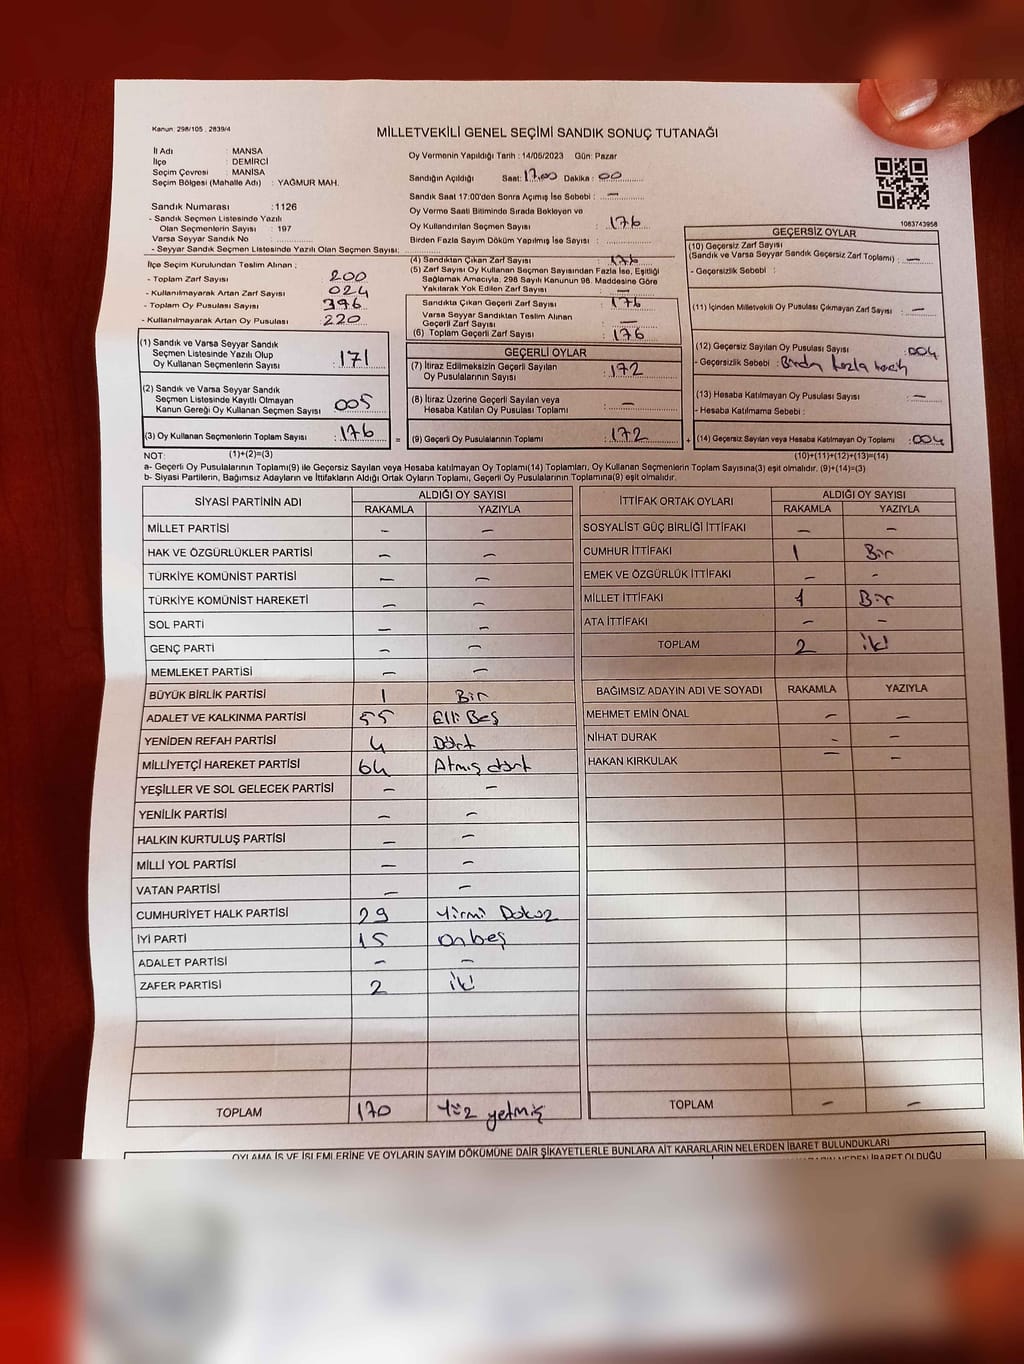 Kanun: 298/105 , 2839/4
MİLLETVEKİLİ GENEL SEÇİMİ SANDIK SONUÇ TUTANAĞI
İl Adı : MANİSA
İlçe : DEMİRCİ
Seçim Çevresi : MANİSA
Seçim Bölgesi (Mahalle Adı) : YAĞMUR MAH.
Sandık Numarası : 1126
- Sandık Seçmen Listesinde Yazılı
Olan Seçmenlerin Sayısı : 197
Varsa Seyyar Sandık No
- Seyyar Sandık Seçmen Listesinde Yazılı Olan Seçmen Sayısı:
Oy Vermenin Yapıldığı Tarih : 14/05/2023 Gün: Pazar
Sandığın Açıldığı Saat: 17.00 Dakika : 00
Sandık Saat 17:00'den Sonra Açımış İse Sebebi : —
Oy Verme Saati Bitiminde Sırada Bekleyen ve
Oy Kullandırılan Seçmen Sayısı : 176
Birden Fazla Sayım Döküm Yapılmış İse Sayısı :
1083743958
İlçe Seçim Kurulundan Teslim Alınan ;
- Toplam Zarf Sayısı : 200
- Kullanılmayarak Artan Zarf Sayısı : 024
- Toplam Oy Pusulası Sayısı : 396
- Kullanılmayarak Artan Oy Pusulası : 220
(4) Sandıktan Çıkan Zarf Sayısı : 176
(5) Zarf Sayısı Oy Kullanan Seçmen Sayısından Fazla İse, Eşitliği
Sağlamak Amacıyla, 298 Sayılı Kanunun 98. Maddesine Göre
Yakılarak Yok Edilen Zarf Sayısı : —
Sandıkta Çıkan Geçerli Zarf Sayısı : 176
Varsa Seyyar Sandıktan Teslim Alınan
Geçerli Zarf Sayısı : —
(6) Toplam Geçerli Zarf Sayısı : 176
GEÇERSİZ OYLAR
(10) Geçersiz Zarf Sayısı
(Sandık ve Varsa Seyyar Sandık Geçersiz Zarf Toplamı) : —
- Geçersizlik Sebebi :
(11) İçinden Milletvekili Oy Pusulası Çıkmayan Zarf Sayısı : —
(12) Geçersiz Sayılan Oy Pusulası Sayısı : 004
- Geçersizlik Sebebi : Birden fazla tercih
(13) Hesaba Katılmayan Oy Pusulası Sayısı : —
- Hesaba Katılmama Sebebi :
(14) Geçersiz Sayılan veya Hesaba Katılmayan Oy Toplamı : 004
(1) Sandık ve Varsa Seyyar Sandık
Seçmen Listesinde Yazılı Olup
Oy Kullanan Seçmen Sayısı : 171
(2) Sandık ve Varsa Seyyar Sandık
Seçmen Listesinde Kayıtlı Olmayan
Kanun Gereği Oy Kullanan Seçmen Sayısı : 005
(3) Oy Kullanan Seçmenlerin Toplam Sayısı : 176
GEÇERLİ OYLAR
(7) İtiraz Edilmeksizin Geçerli Sayılan
Oy Pusulalarının Sayısı : 172
(8) İtiraz Üzerine Geçerli Sayılan veya
Hesaba Katılan Oy Pusulası Toplamı : —
= (9) Geçerli Oy Pusulalarının Toplamı : 172 +
NOT: (1)+(2)=(3) (10)+(11)+(12)+(13)=(14)
a- Geçerli Oy Pusulalarının Toplamı(9) ile Geçersiz Sayılan veya Hesaba katılmayan Oy Toplamı(14) Toplamları, Oy Kullanan Seçmenlerin Toplam Sayısına(3) eşit olmalıdır. (9)+(14)=(3)
b- Siyasi Partilerin, Bağımsız Adayların ve İttifakların Aldığı Ortak Oyların Toplamı, Geçerli Oy Pusulalarının Toplamına(9) eşit olmalıdır.
SİYASİ PARTİNİN ADI ALDIĞI OY SAYISI
RAKAMLA YAZIYLA
MİLLET PARTİSİ — —
HAK VE ÖZGÜRLÜKLER PARTİSİ — —
TÜRKİYE KOMÜNİST PARTİSİ — —
TÜRKİYE KOMÜNİST HAREKETİ — —
SOL PARTİ — —
GENÇ PARTİ — —
MEMLEKET PARTİSİ — —
BÜYÜK BİRLİK PARTİSİ 1 Bir
ADALET VE KALKINMA PARTİSİ 55 Elli Beş
YENİDEN REFAH PARTİSİ 4 Dört
MİLLİYETÇİ HAREKET PARTİSİ 64 Atmış dört
YEŞİLLER VE SOL GELECEK PARTİSİ — —
YENİLİK PARTİSİ — —
HALKIN KURTULUŞ PARTİSİ — —
MİLLİ YOL PARTİSİ — —
VATAN PARTİSİ — —
CUMHURİYET HALK PARTİSİ 29 Yirmi Dokuz
İYİ PARTİ 15 Onbeş
ADALET PARTİSİ — —
ZAFER PARTİSİ 2 İki
TOPLAM 170 Yüz yetmiş
İTTİFAK ORTAK OYLARI ALDIĞI OY SAYISI
RAKAMLA YAZIYLA
SOSYALİST GÜÇ BİRLİĞİ İTTİFAKI — —
CUMHUR İTTİFAKI 1 Bir
EMEK VE ÖZGÜRLÜK İTTİFAKI — —
MİLLET İTTİFAKI 1 Bir
ATA İTTİFAKI — —
TOPLAM 2 İki
BAĞIMSIZ ADAYIN ADI VE SOYADI RAKAMLA YAZIYLA
MEHMET EMİN ÖNAL — —
NİHAT DURAK — —
HAKAN KIRKULAK — —
TOPLAM — —
OYLAMA İŞ VE İŞLEMLERİNE VE OYLARIN SAYIM DÖKÜMÜNE DAİR ŞİKAYETLERLE BUNLARA AİT KARARLARIN NELERDEN İBARET BULUNDUKLARI